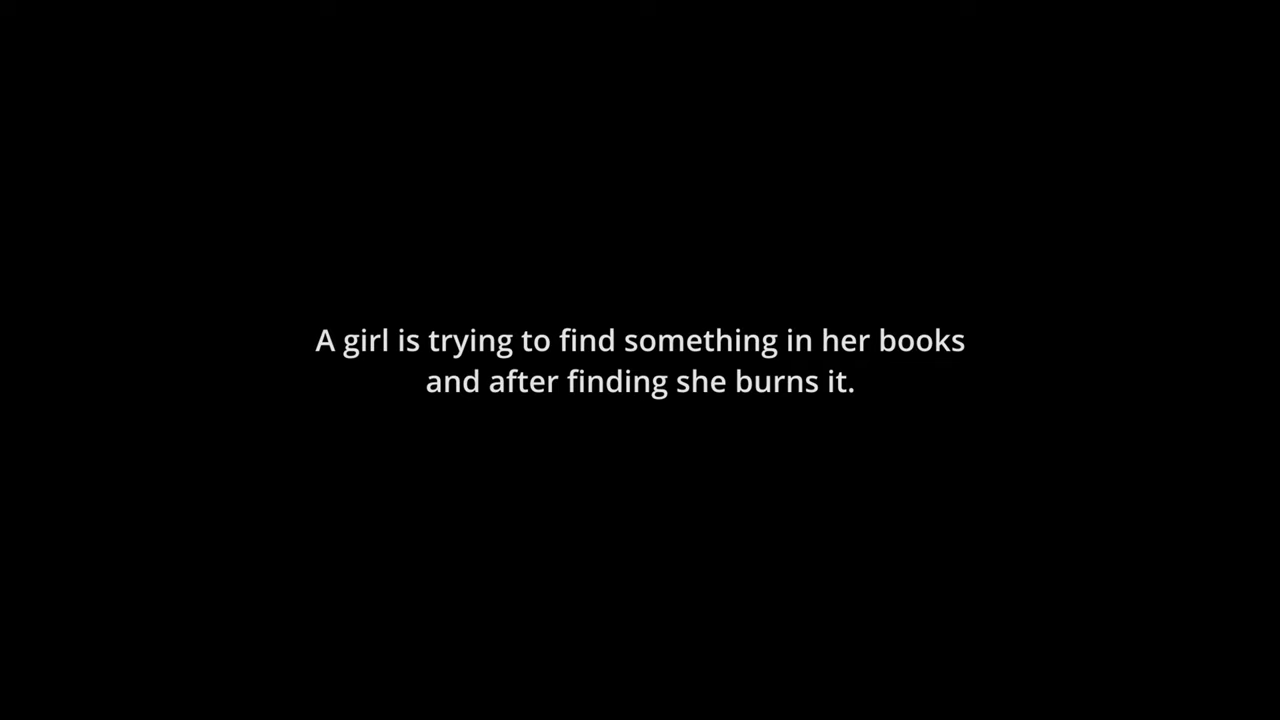 A girl is trying to find something in her books
and after finding she burns it.